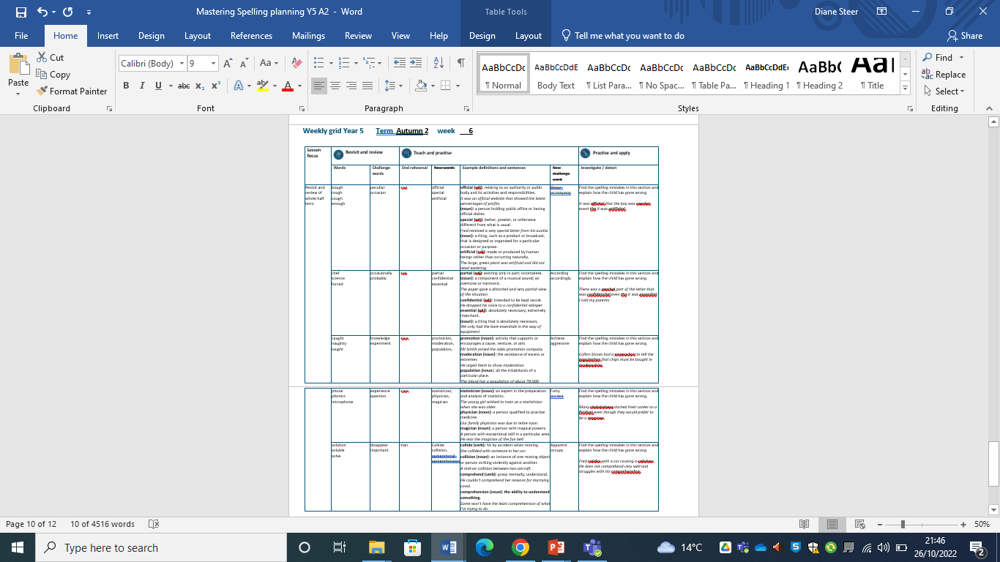 Mastering Spelling planning Y5 A2 - Word
Table Tools
Diane Steer
File Home Insert Design Layout References Mailings Review View Help Design Layout Tell me what you want to do Share
Paste
Cut
Copy
Format Painter
Calibri (Body) 9
AaBbCcDc AaBbCcDdE AaBbCcDc AaBbCcDc AaBbCcDc AaBbCcDdEe AaBbC AaBbCcDdE AaI
¶ Normal Body Text ¶ List Para... ¶ No Spac... ¶ Table Pa... ¶ Heading 1 ¶ Heading 2 ¶ Title
Find
Replace
Select
Clipboard Font Paragraph Styles Editing
Weekly grid Year 5 Term Autumn 2 week 6
Lesson focus
Revisit and review
Teach and practise
Practise and apply
Words
Challenge words
Oral rehearsal
New words
Example definitions and sentences
New challenge word
Investigate / detect
Revisit and
review of
whole half
term
bough
rough
cough
enough
peculiar
occasion
official
special
artificial
official (adj): relating to an authority or public
body and its activities and responsibilities.
It was an official website that showed the latest
percentages of profits
(noun): a person holding public office or having
official duties
special (adj): better, greater, or otherwise
different from what is usual.
Fred received a very special letter from his auntie.
(noun): a thing, such as a product or broadcast,
that is designed or organized for a particular
occasion or purpose.
artificial (adj): made or produced by human
beings rather than occurring naturally.
The large, green plant was artificial and did not
need watering.
accompany
Find the spelling mistakes in this section and
explain how the child has gone wrong.
It was that the boy was
event it was
chef
science
forced
occasionally
probably
partial
confidential
essential
partial (adj): existing only in part; incomplete.
(noun): a component of a musical sound; an
overtone or harmonic.
The paper gave a distorted and very partial view
of the situation
confidential (adj): intended to be kept secret.
He dropped his voice to a confidential whisper
essential (adj): absolutely necessary; extremely
important.
(noun): a thing that is absolutely necessary.
We only had the bare essentials in the way of
equipment
According
accordingly
Find the spelling mistakes in this section and
explain how the child has gone wrong.
There was a part of the letter that
was even it was
I told my parents.
caught
naughty
taught
knowledge
experiment
promotion,
moderation,
population,
promotion (noun): activity that supports or
encourages a cause, venture, or aim.
Mr Smith joined the sales promotion company.
moderation (noun): the avoidance of excess or
extremes
He urged them to show moderation
population (noun): all the inhabitants of a
particular place.
The island has a population of about 78,000.
Achieve
aggressive
Find the spelling mistakes in this section and
explain how the child has gone wrong.
Collins Stores had a to tell the
that chips must be bought in
phone
phonics
microphone
experience
question
statistician,
physician,
magician
statistician (noun): an expert in the preparation
and analysis of statistics.
The young girl wished to train as a statistician
when she was older.
physician (noun): a person qualified to practise
medicine
Our family physician was due to retire soon.
magician (noun): a person with magical powers.
A person with exceptional skill in a particular area.
He was the magician of the fan belt
Forty
ancient
Find the spelling mistakes in this section and
explain how the child has gone wrong.
Many started their career as a
even though they would prefer to
be a
solution
soluble
solve
disappear
important
-tian
Collide
collision,
comprehend
comprehension
collide (verb): hit by accident when moving.
She collided with someone in her car.
collision (noun): an instance of one moving object
or person striking violently against another.
A mid-air collision between two aircraft.
comprehend (verb): grasp mentally; understand.
He couldn't comprehend her reasons for marrying
Lovat.
comprehension (noun): the ability to understand
something.
Some won't have the least comprehension of what
I'm trying to do.
Apparent
occupy
Find the spelling mistakes in this section and
explain how the child has gone wrong.
Fred with a car causing a
He does not comprehend very well and
struggles with his
Page 10 of 12 10 of 4516 words 50%
Type here to search
14°C
21:46
26/10/2022